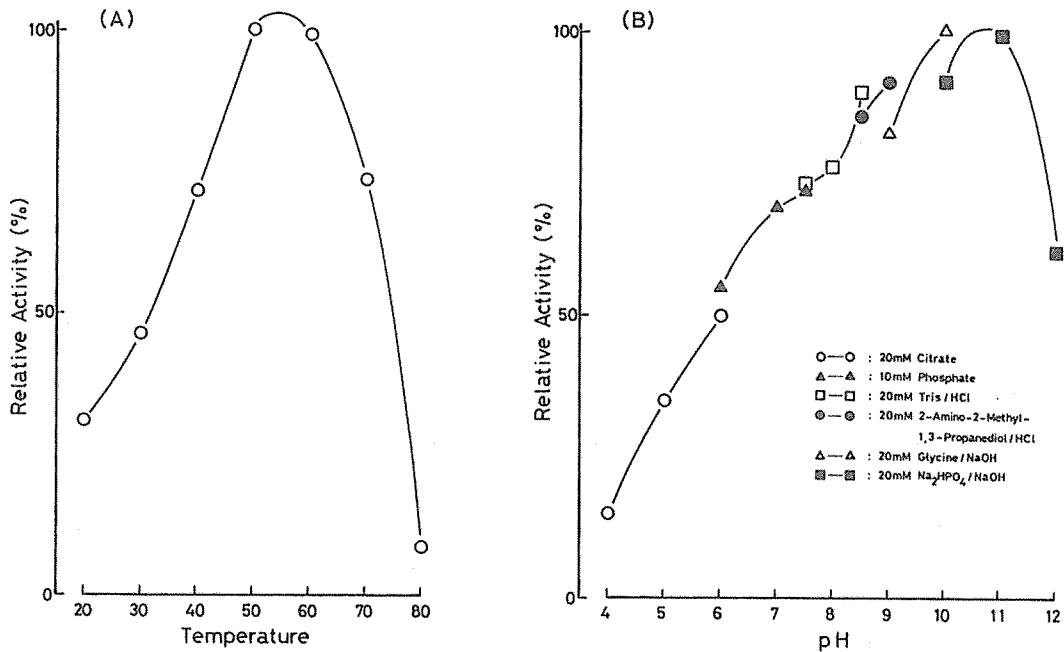 (A)
100
50
0
Relative Activity (%)
20 30 40 50 60 70 80
Temperature
(B)
100
50
0
Relative Activity (%)
○—○ : 20mM Citrate
▲—▲ : 10mM Phosphate
□—□ : 20mM Tris/HCl
●—● : 20mM 2-Amino-2-Methyl-
1,3-Propanediol/HCl
△—△ : 20mM Glycine/NaOH
■—■ : 20mM Na₂HPO₄/NaOH
4 5 6 7 8 9 10 11 12
pH